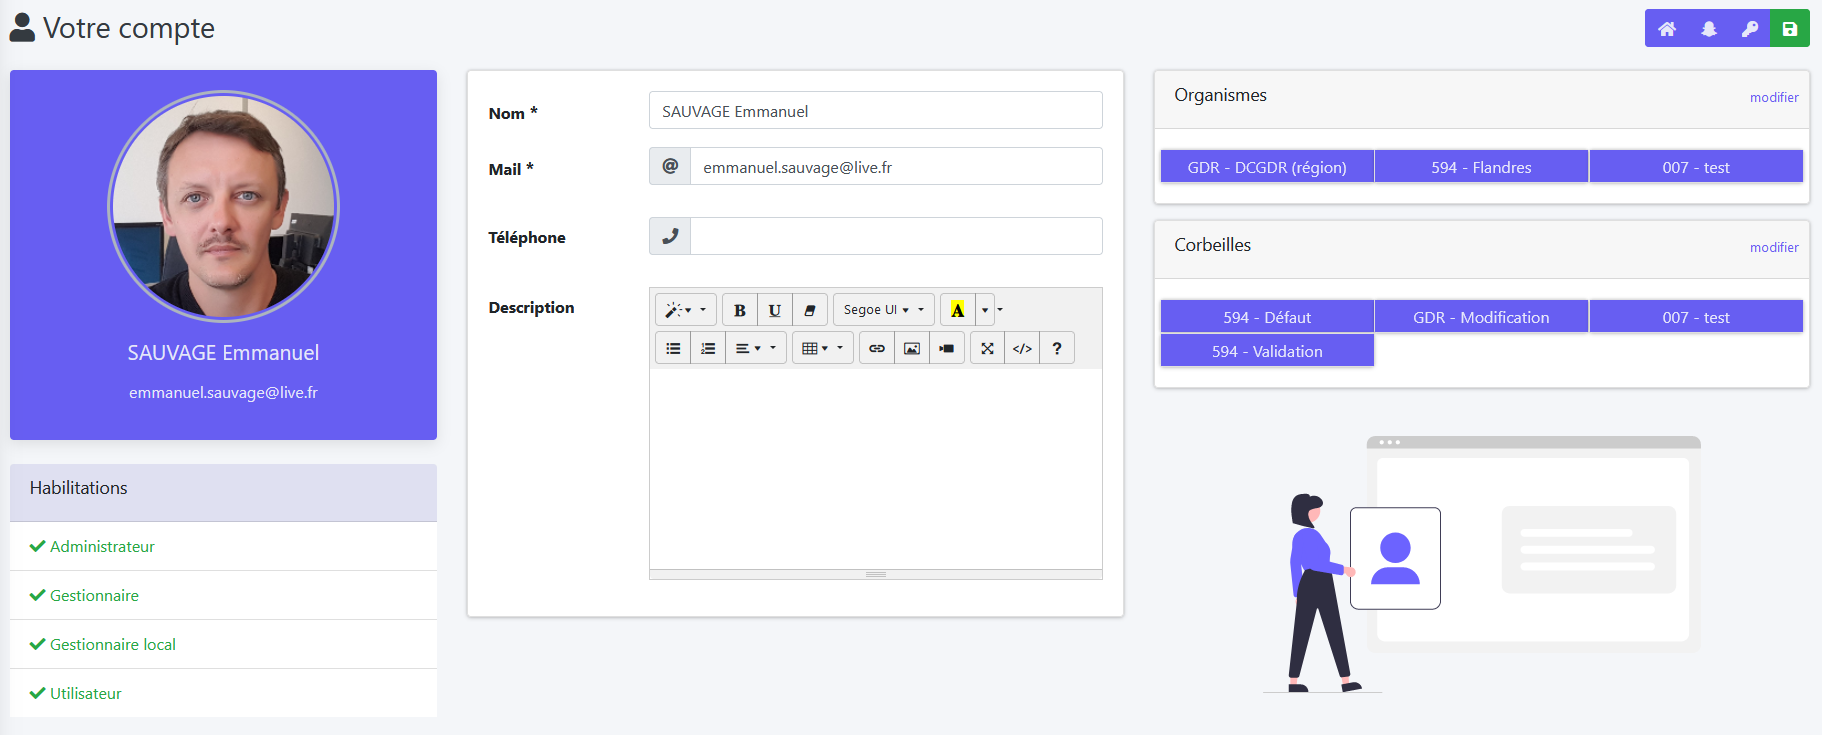 Votre compte
SAUVAGE Emmanuel
emmanuel.sauvage@live.fr
Habilitations
Administrateur
Gestionnaire
Gestionnaire local
Utilisateur
Nom * SAUVAGE Emmanuel
Mail * @ emmanuel.sauvage@live.fr
Téléphone
Description
B U Segoe UI A
</> ?
Organismes modifier
GDR - DCGDR (région) 594 - Flandres 007 - test
Corbeilles modifier
594 - Défaut GDR - Modification 007 - test
594 - Validation